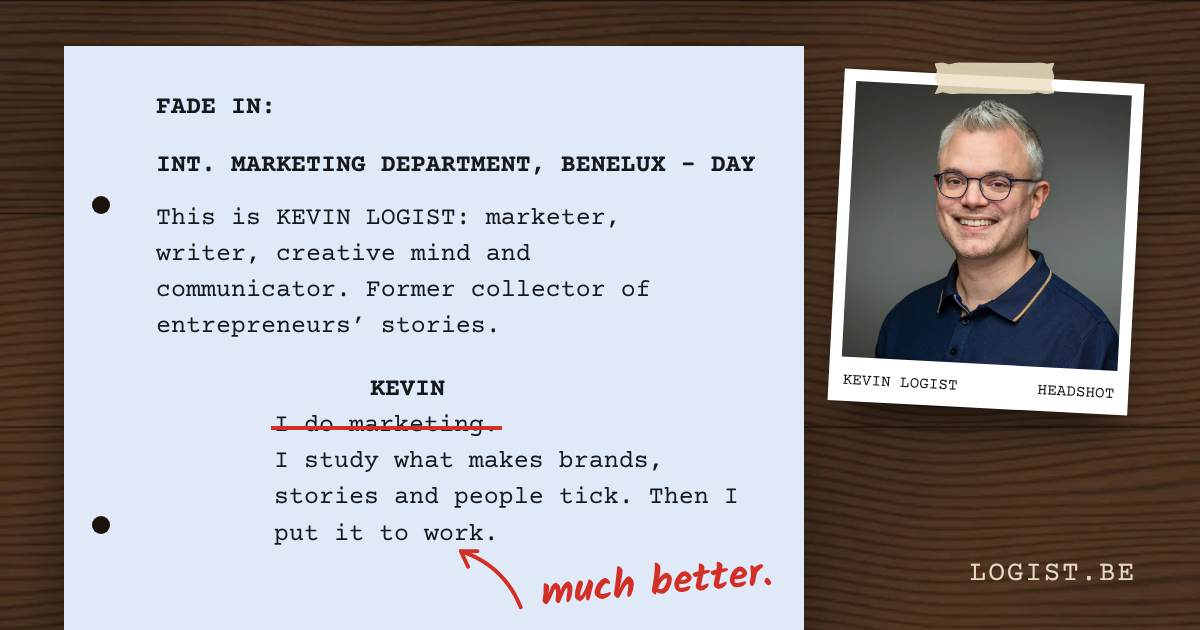 FADE IN:
INT. MARKETING DEPARTMENT, BENELUX – DAY
This is KEVIN LOGIST: marketer,
writer, creative mind and
communicator. Former collector of
entrepreneurs’ stories.
KEVIN
I do marketing.
I study what makes brands,
stories and people tick. Then I
put it to work.
much better.
KEVIN LOGIST
HEADSHOT
LOGIST.BE